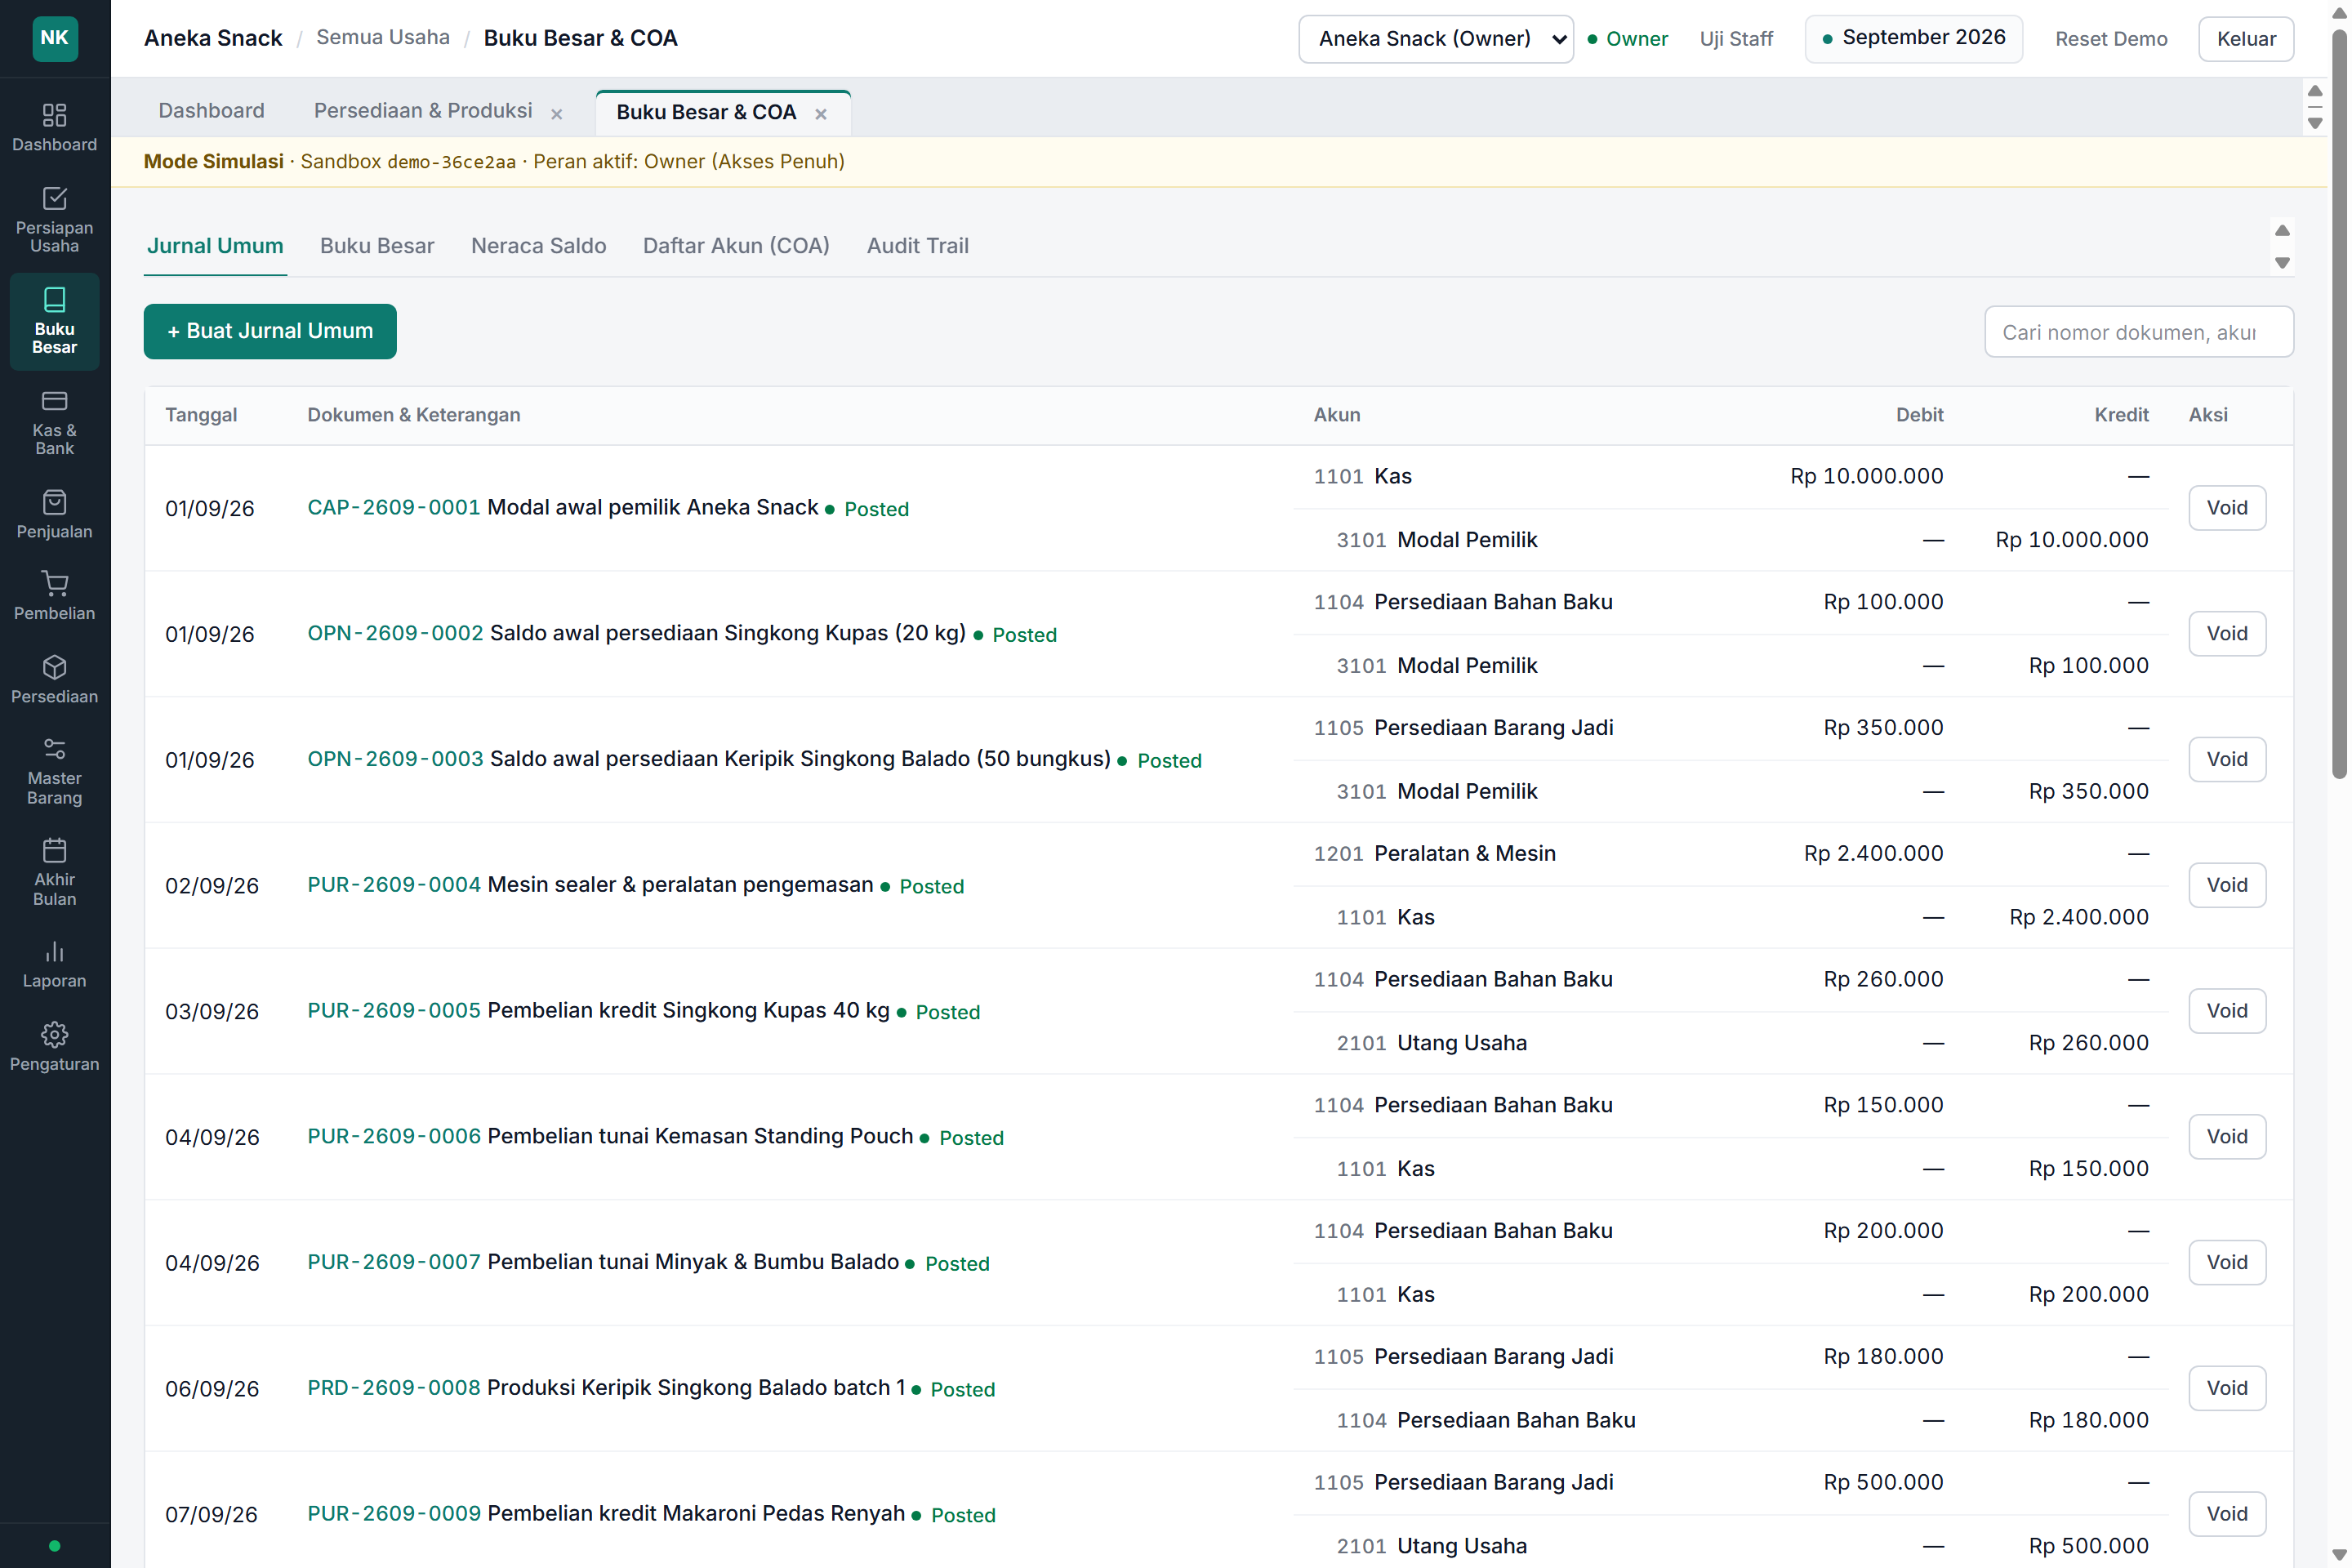 NK
Aneka Snack / Semua Usaha / Buku Besar & COA
Aneka Snack (Owner)
Owner
Uji Staff
September 2026
Reset Demo
Keluar
Dashboard
Persiapan Usaha
Buku Besar
Kas & Bank
Penjualan
Pembelian
Persediaan
Master Barang
Akhir Bulan
Laporan
Pengaturan
Dashboard
Persediaan & Produksi ×
Buku Besar & COA ×
Mode Simulasi · Sandbox demo-36ce2aa · Peran aktif: Owner (Akses Penuh)
Jurnal Umum
Buku Besar
Neraca Saldo
Daftar Akun (COA)
Audit Trail
+ Buat Jurnal Umum
Cari nomor dokumen, akur
Tanggal Dokumen & Keterangan Akun Debit Kredit Aksi
01/09/26 CAP-2609-0001 Modal awal pemilik Aneka Snack Posted
1101 Kas Rp 10.000.000 —
3101 Modal Pemilik — Rp 10.000.000
Void
01/09/26 OPN-2609-0002 Saldo awal persediaan Singkong Kupas (20 kg) Posted
1104 Persediaan Bahan Baku Rp 100.000 —
3101 Modal Pemilik — Rp 100.000
Void
01/09/26 OPN-2609-0003 Saldo awal persediaan Keripik Singkong Balado (50 bungkus) Posted
1105 Persediaan Barang Jadi Rp 350.000 —
3101 Modal Pemilik — Rp 350.000
Void
02/09/26 PUR-2609-0004 Mesin sealer & peralatan pengemasan Posted
1201 Peralatan & Mesin Rp 2.400.000 —
1101 Kas — Rp 2.400.000
Void
03/09/26 PUR-2609-0005 Pembelian kredit Singkong Kupas 40 kg Posted
1104 Persediaan Bahan Baku Rp 260.000 —
2101 Utang Usaha — Rp 260.000
Void
04/09/26 PUR-2609-0006 Pembelian tunai Kemasan Standing Pouch Posted
1104 Persediaan Bahan Baku Rp 150.000 —
1101 Kas — Rp 150.000
Void
04/09/26 PUR-2609-0007 Pembelian tunai Minyak & Bumbu Balado Posted
1104 Persediaan Bahan Baku Rp 200.000 —
1101 Kas — Rp 200.000
Void
06/09/26 PRD-2609-0008 Produksi Keripik Singkong Balado batch 1 Posted
1105 Persediaan Barang Jadi Rp 180.000 —
1104 Persediaan Bahan Baku — Rp 180.000
Void
07/09/26 PUR-2609-0009 Pembelian kredit Makaroni Pedas Renyah Posted
1105 Persediaan Barang Jadi Rp 500.000 —
2101 Utang Usaha — Rp 500.000
Void